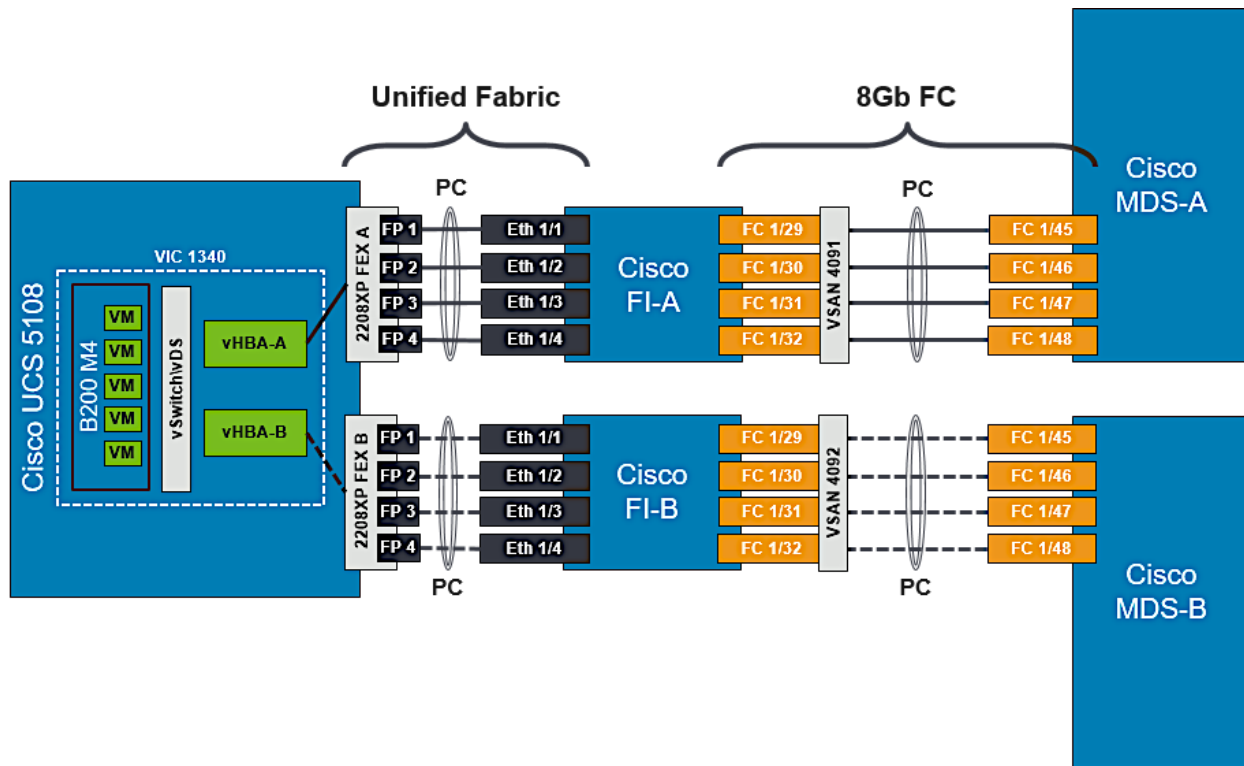 Unified Fabric
8Gb FC
Cisco
MDS-A
PC
PC
Cisco UCS 5108
VIC 1340
B200 M4
VM
VM
VM
VM
VM
vSwitch\vDS
vHBA-A
vHBA-B
2208XP FEX A
FP 1
FP 2
FP 3
FP 4
Eth 1/1
Eth 1/2
Eth 1/3
Eth 1/4
Cisco
FI-A
FC 1/29
FC 1/30
FC 1/31
FC 1/32
VSAN 4091
FC 1/45
FC 1/46
FC 1/47
FC 1/48
2208XP FEX B
FP 1
FP 2
FP 3
FP 4
Eth 1/1
Eth 1/2
Eth 1/3
Eth 1/4
Cisco
FI-B
FC 1/29
FC 1/30
FC 1/31
FC 1/32
VSAN 4092
FC 1/45
FC 1/46
FC 1/47
FC 1/48
PC
PC
Cisco
MDS-B